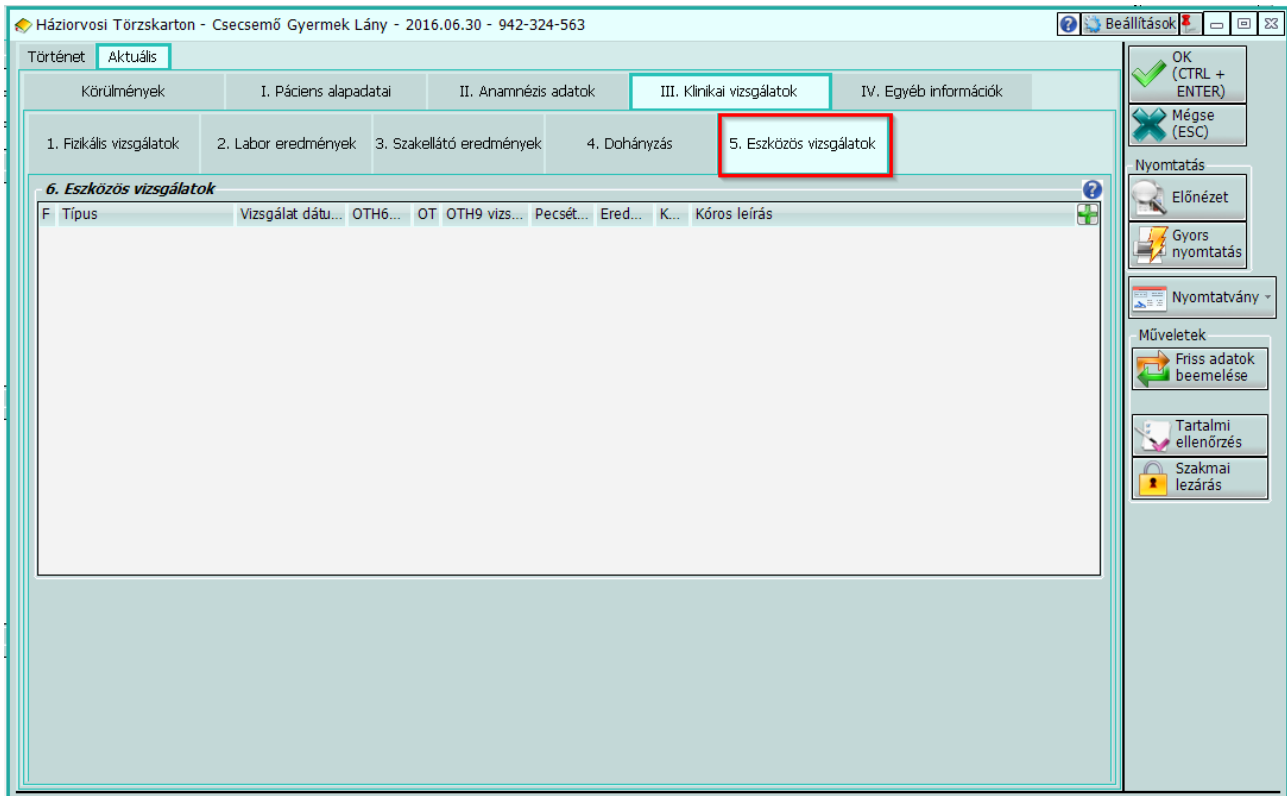 Háziorvosi Törzskarton - Csecsemő Gyermek Lány - 2016.06.30 - 942-324-563
Beállítások
Történet Aktuális
Körülmények I. Páciens alapadatai II. Anamnézis adatok III. Klinikai vizsgálatok IV. Egyéb információk
1. Fizikális vizsgálatok 2. Labor eredmények 3. Szakellátó eredmények 4. Dohányzás 5. Eszközös vizsgálatok
6. Eszközös vizsgálatok
F Típus Vizsgálat dátu... OTH6... OT OTH9 vizs... Pecsét... Ered... K... Kóros leírás
OK
(CTRL +
ENTER)
Mégse
(ESC)
Nyomtatás
Előnézet
Gyors
nyomtatás
Nyomtatvány
Műveletek
Friss adatok
beemelése
Tartalmi
ellenőrzés
Szakmai
lezárás